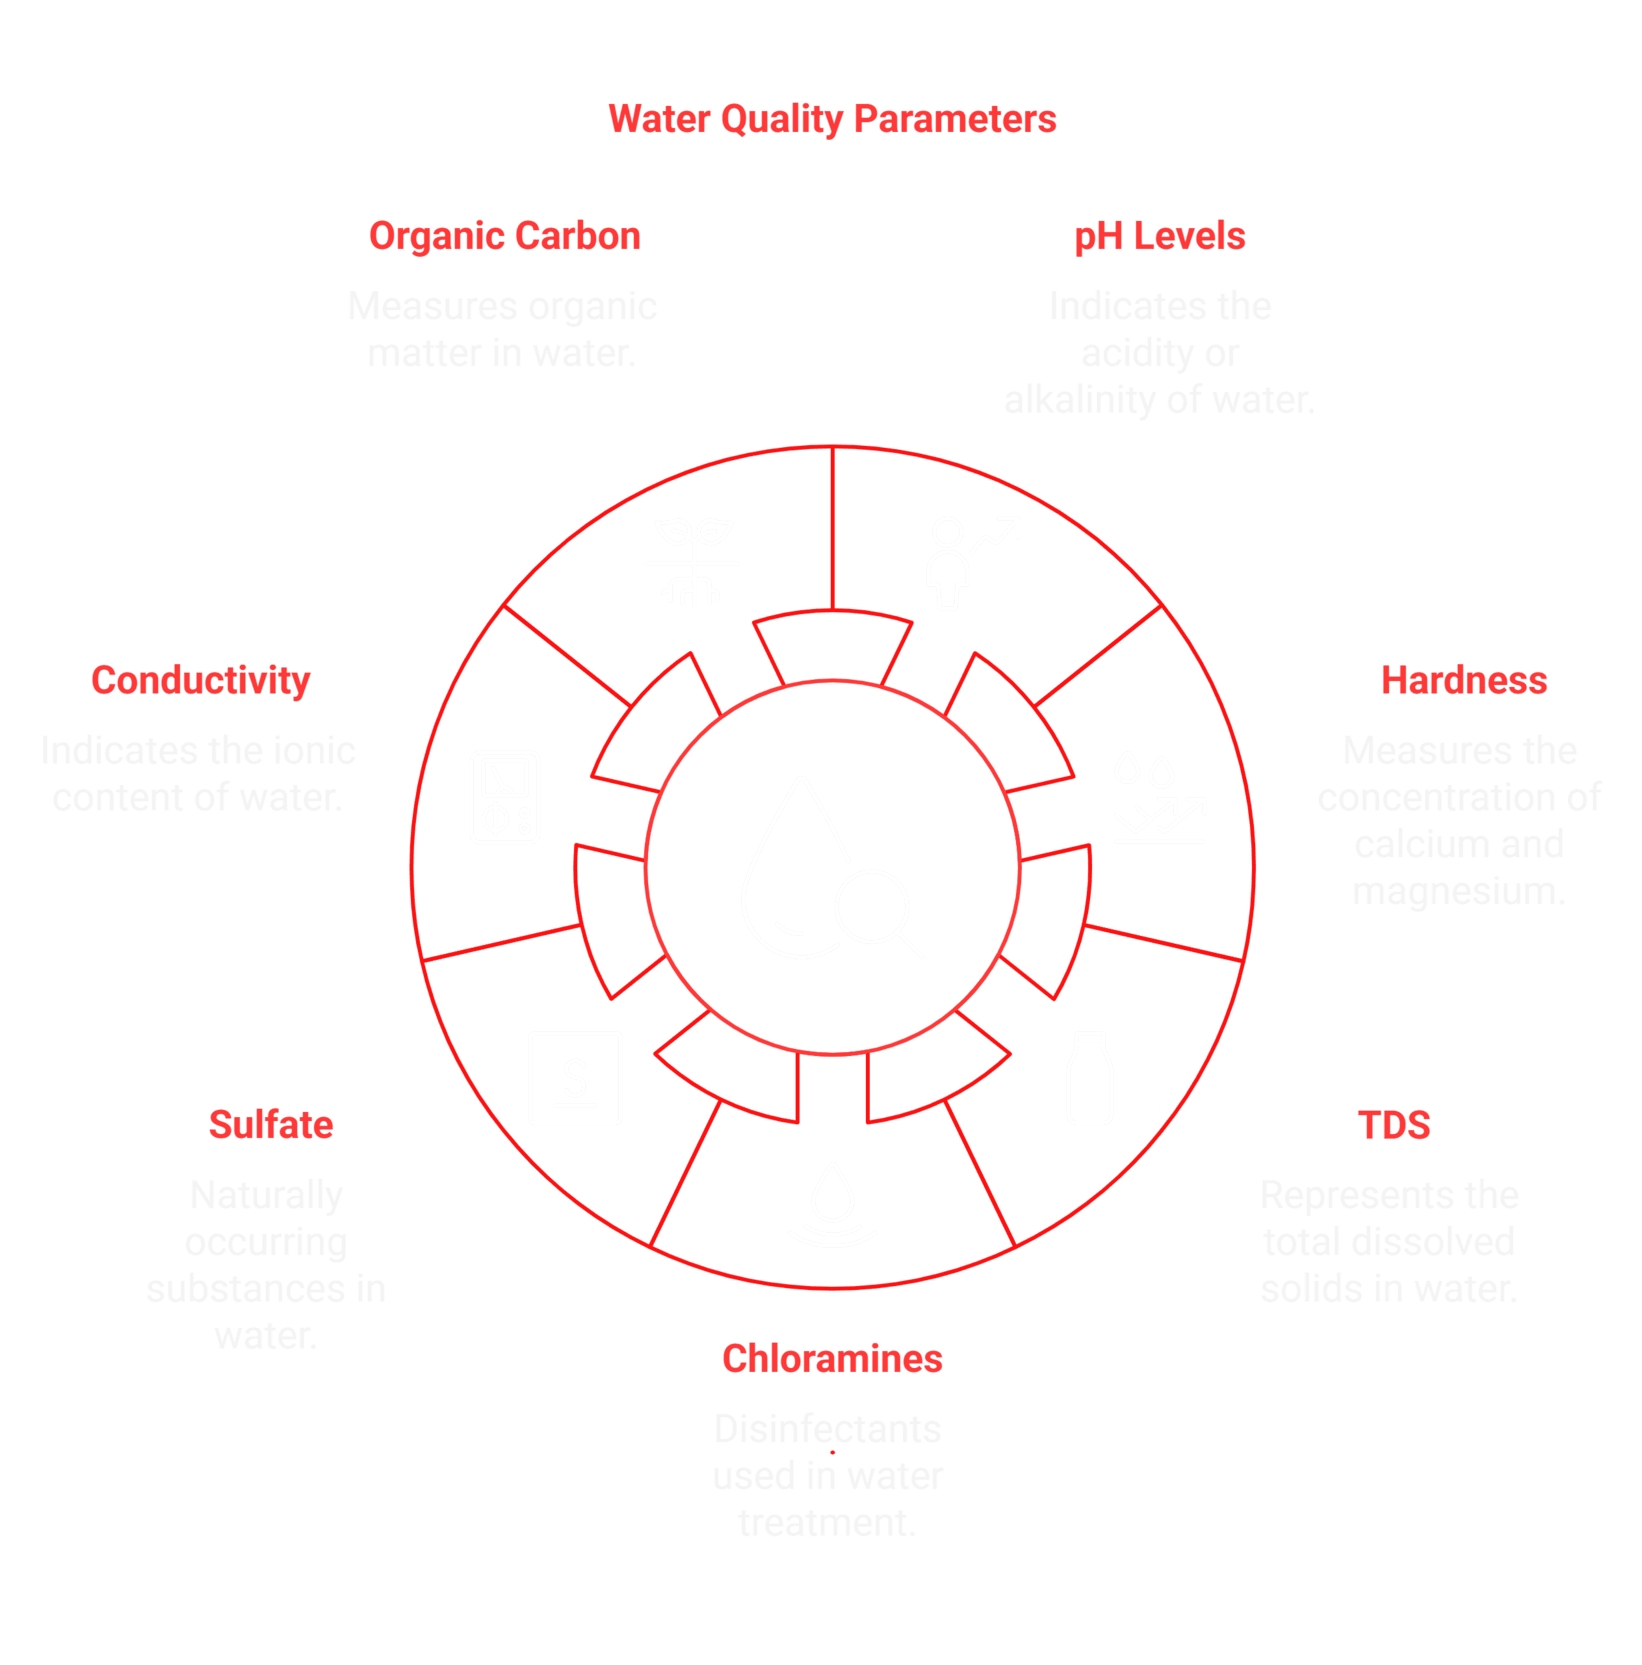 Water Quality Parameters
Organic Carbon
Measures organic
matter in water.
pH Levels
Indicates the
acidity or
alkalinity of water.
Conductivity
Indicates the ionic
content of water.
Hardness
Measures the
concentration of
calcium and
magnesium.
Sulfate
Naturally
occurring
substances in
water.
TDS
Represents the
total dissolved
solids in water.
Chloramines
Disinfectants
used in water
treatment.